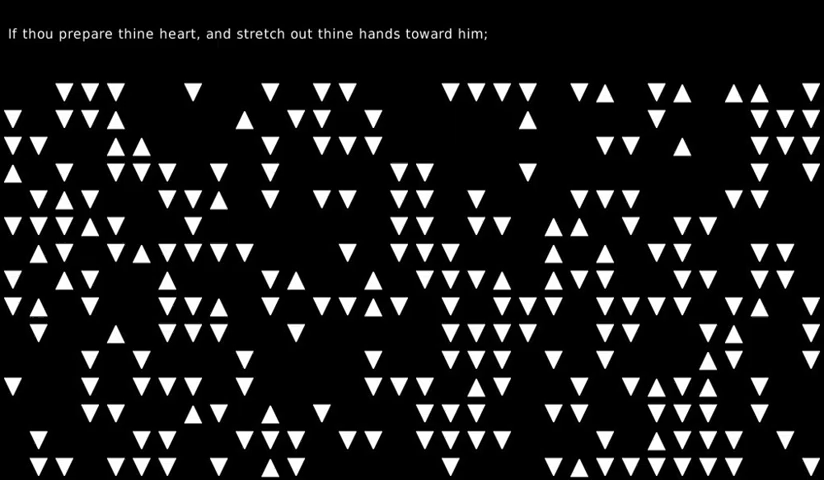 If thou prepare thine heart, and stretch out thine hands toward him;